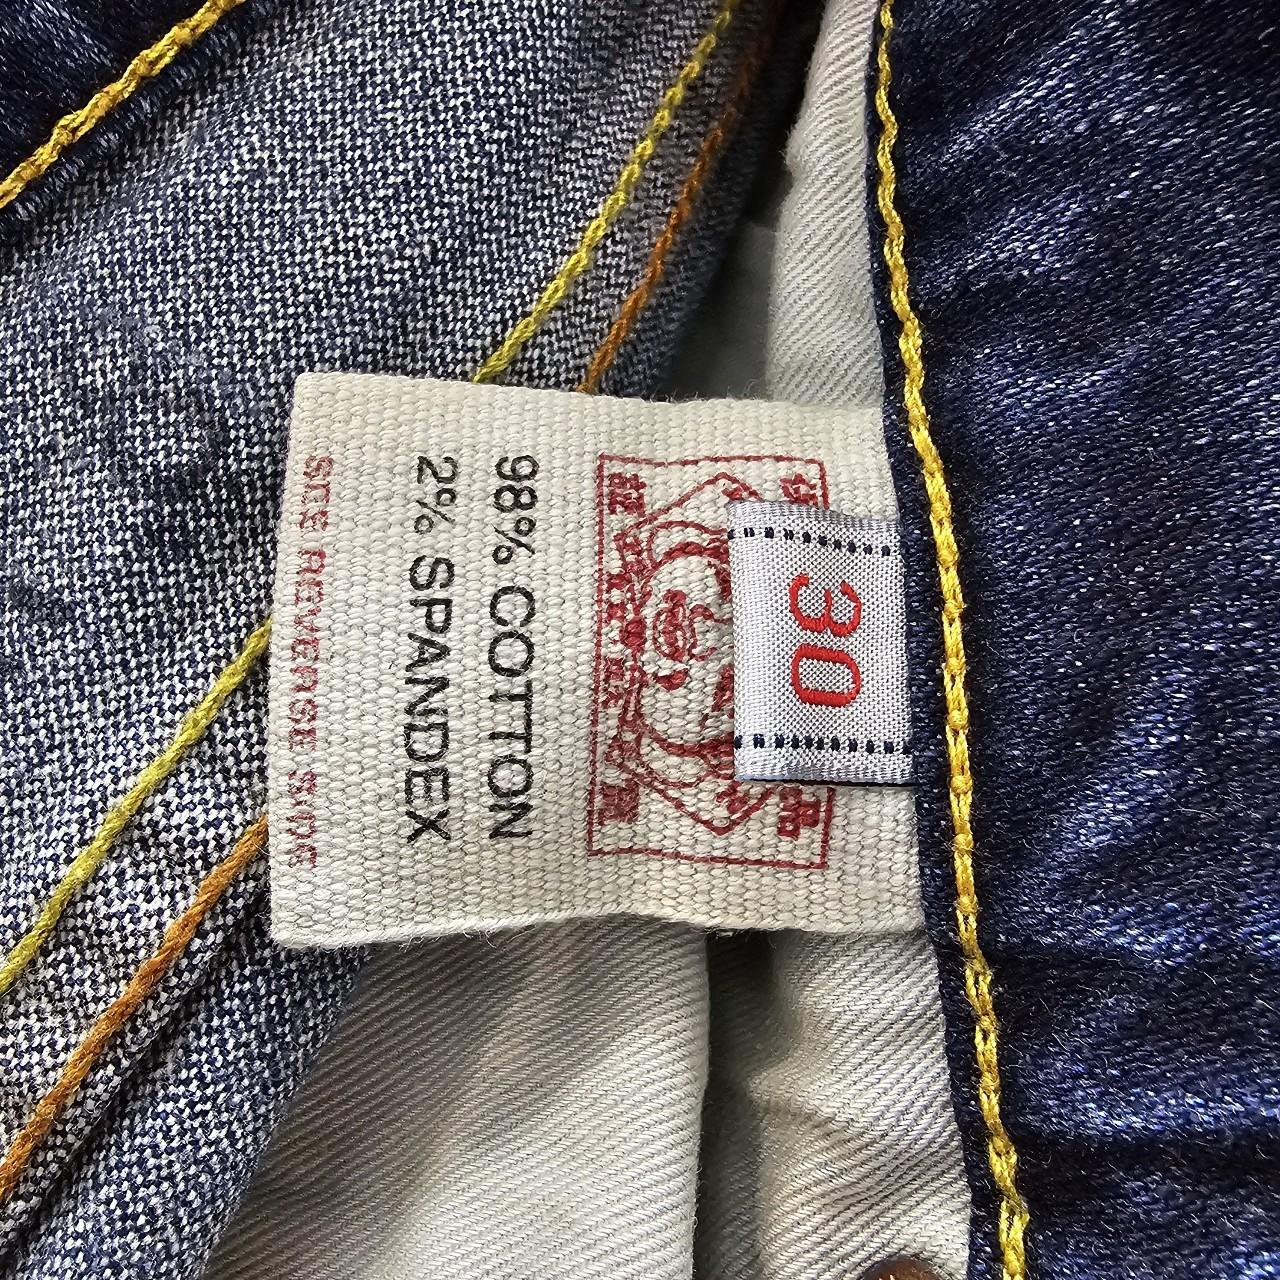 30
98% COTTON
2% SPANDEX
SEE REVERSE SIDE